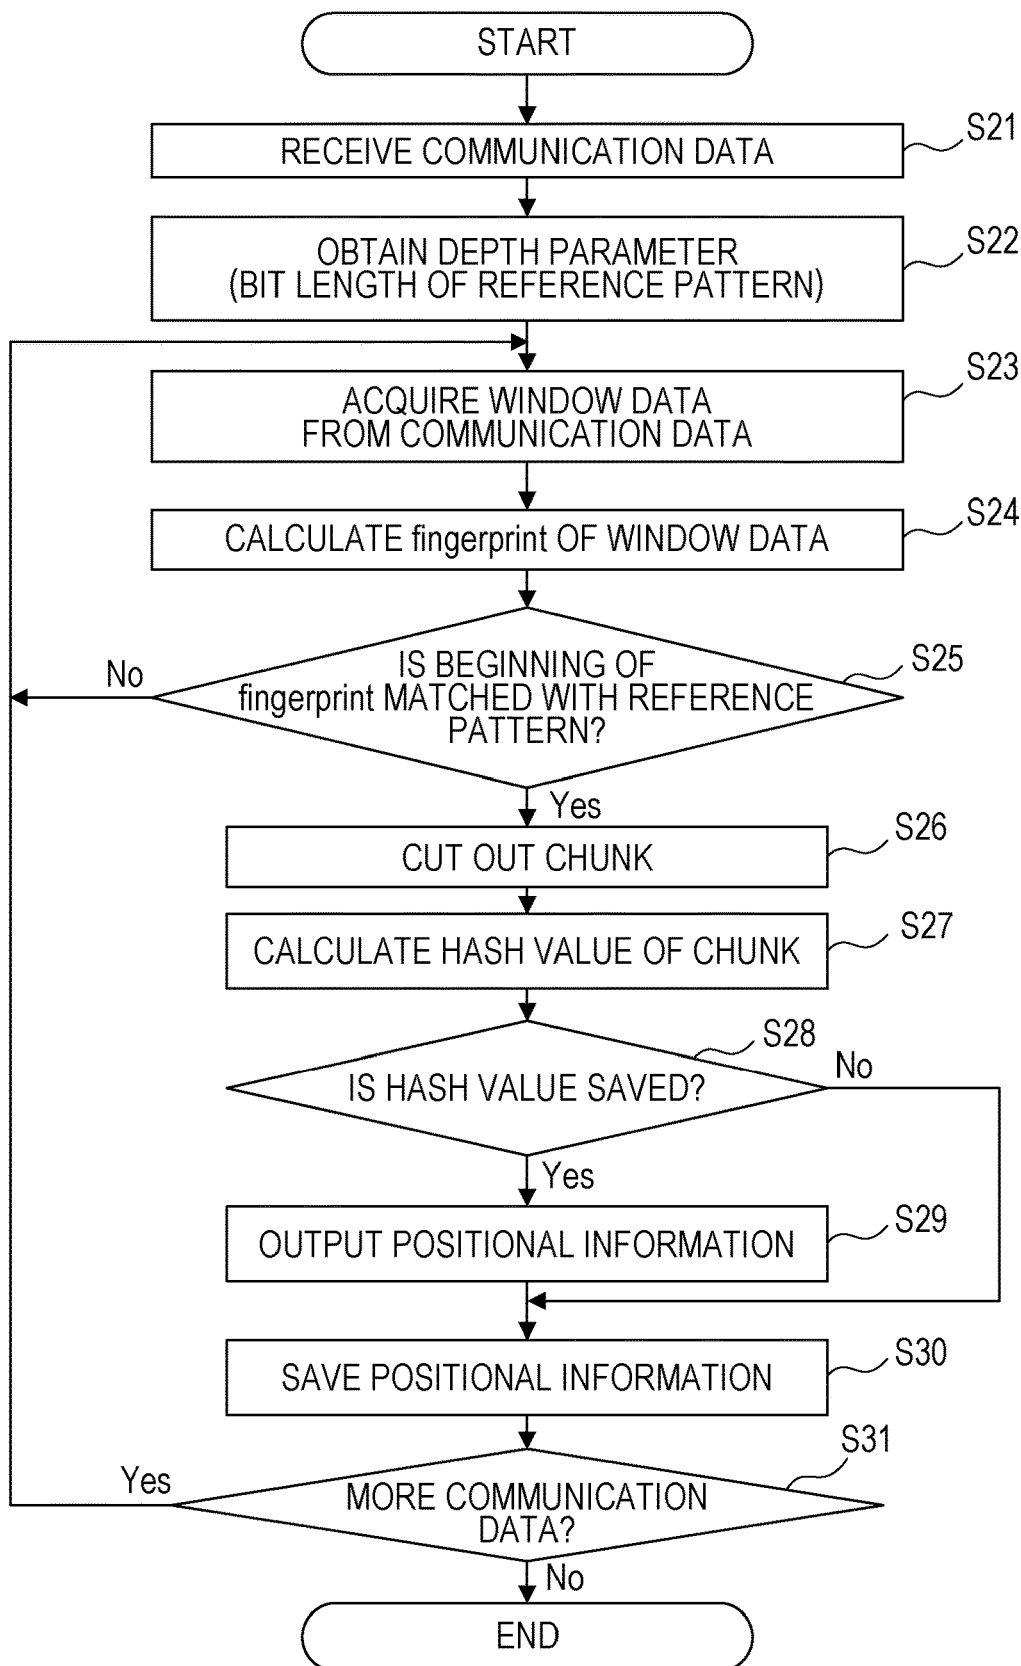 START
RECEIVE COMMUNICATION DATA
S21
OBTAIN DEPTH PARAMETER
(BIT LENGTH OF REFERENCE PATTERN)
S22
ACQUIRE WINDOW DATA
FROM COMMUNICATION DATA
S23
CALCULATE fingerprint OF WINDOW DATA
S24
IS BEGINNING OF
fingerprint MATCHED WITH REFERENCE
PATTERN?
S25
No
Yes
CUT OUT CHUNK
S26
CALCULATE HASH VALUE OF CHUNK
S27
IS HASH VALUE SAVED?
S28
No
Yes
OUTPUT POSITIONAL INFORMATION
S29
SAVE POSITIONAL INFORMATION
S30
MORE COMMUNICATION
DATA?
S31
Yes
No
END